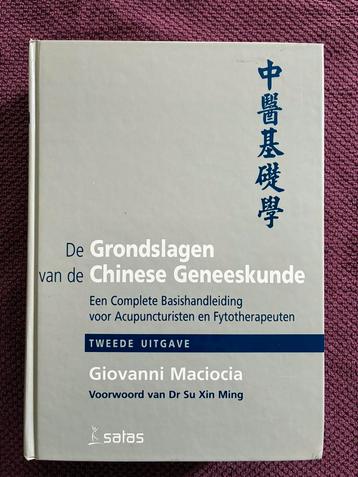 中醫基礎學
De Grondslagen
van de Chinese Geneeskunde
Een Complete Basishandleiding
voor Acupuncturisten en Fytotherapeuten
TWEEDE UITGAVE
Giovanni Maciocia
Voorwoord van Dr Su Xin Ming
satas